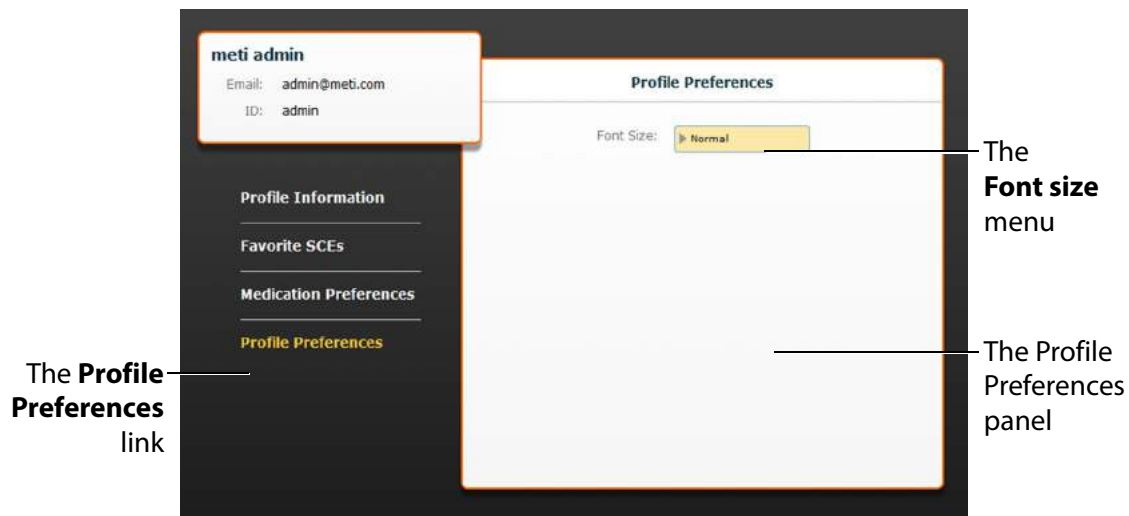 meti admin
Email: admin@meti.com
ID: admin
Profile Preferences
Font Size: Normal
Profile Information
Favorite SCEs
Medication Preferences
Profile Preferences
The
Font size
menu
The Profile
Preferences
panel
The Profile
Preferences
link